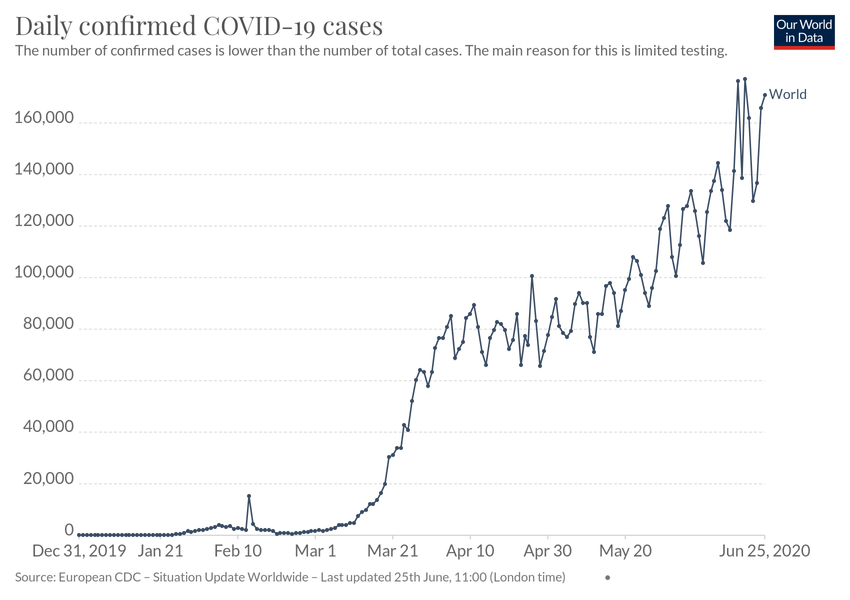 Daily confirmed COVID-19 cases
The number of confirmed cases is lower than the number of total cases. The main reason for this is limited testing.
Our World
in Data
World
160,000
140,000
120,000
100,000
80,000
60,000
40,000
20,000
0
Dec 31, 2019 Jan 21 Feb 10 Mar 1 Mar 21 Apr 10 Apr 30 May 20 Jun 25, 2020
Source: European CDC – Situation Update Worldwide – Last updated 25th June, 11:00 (London time) •